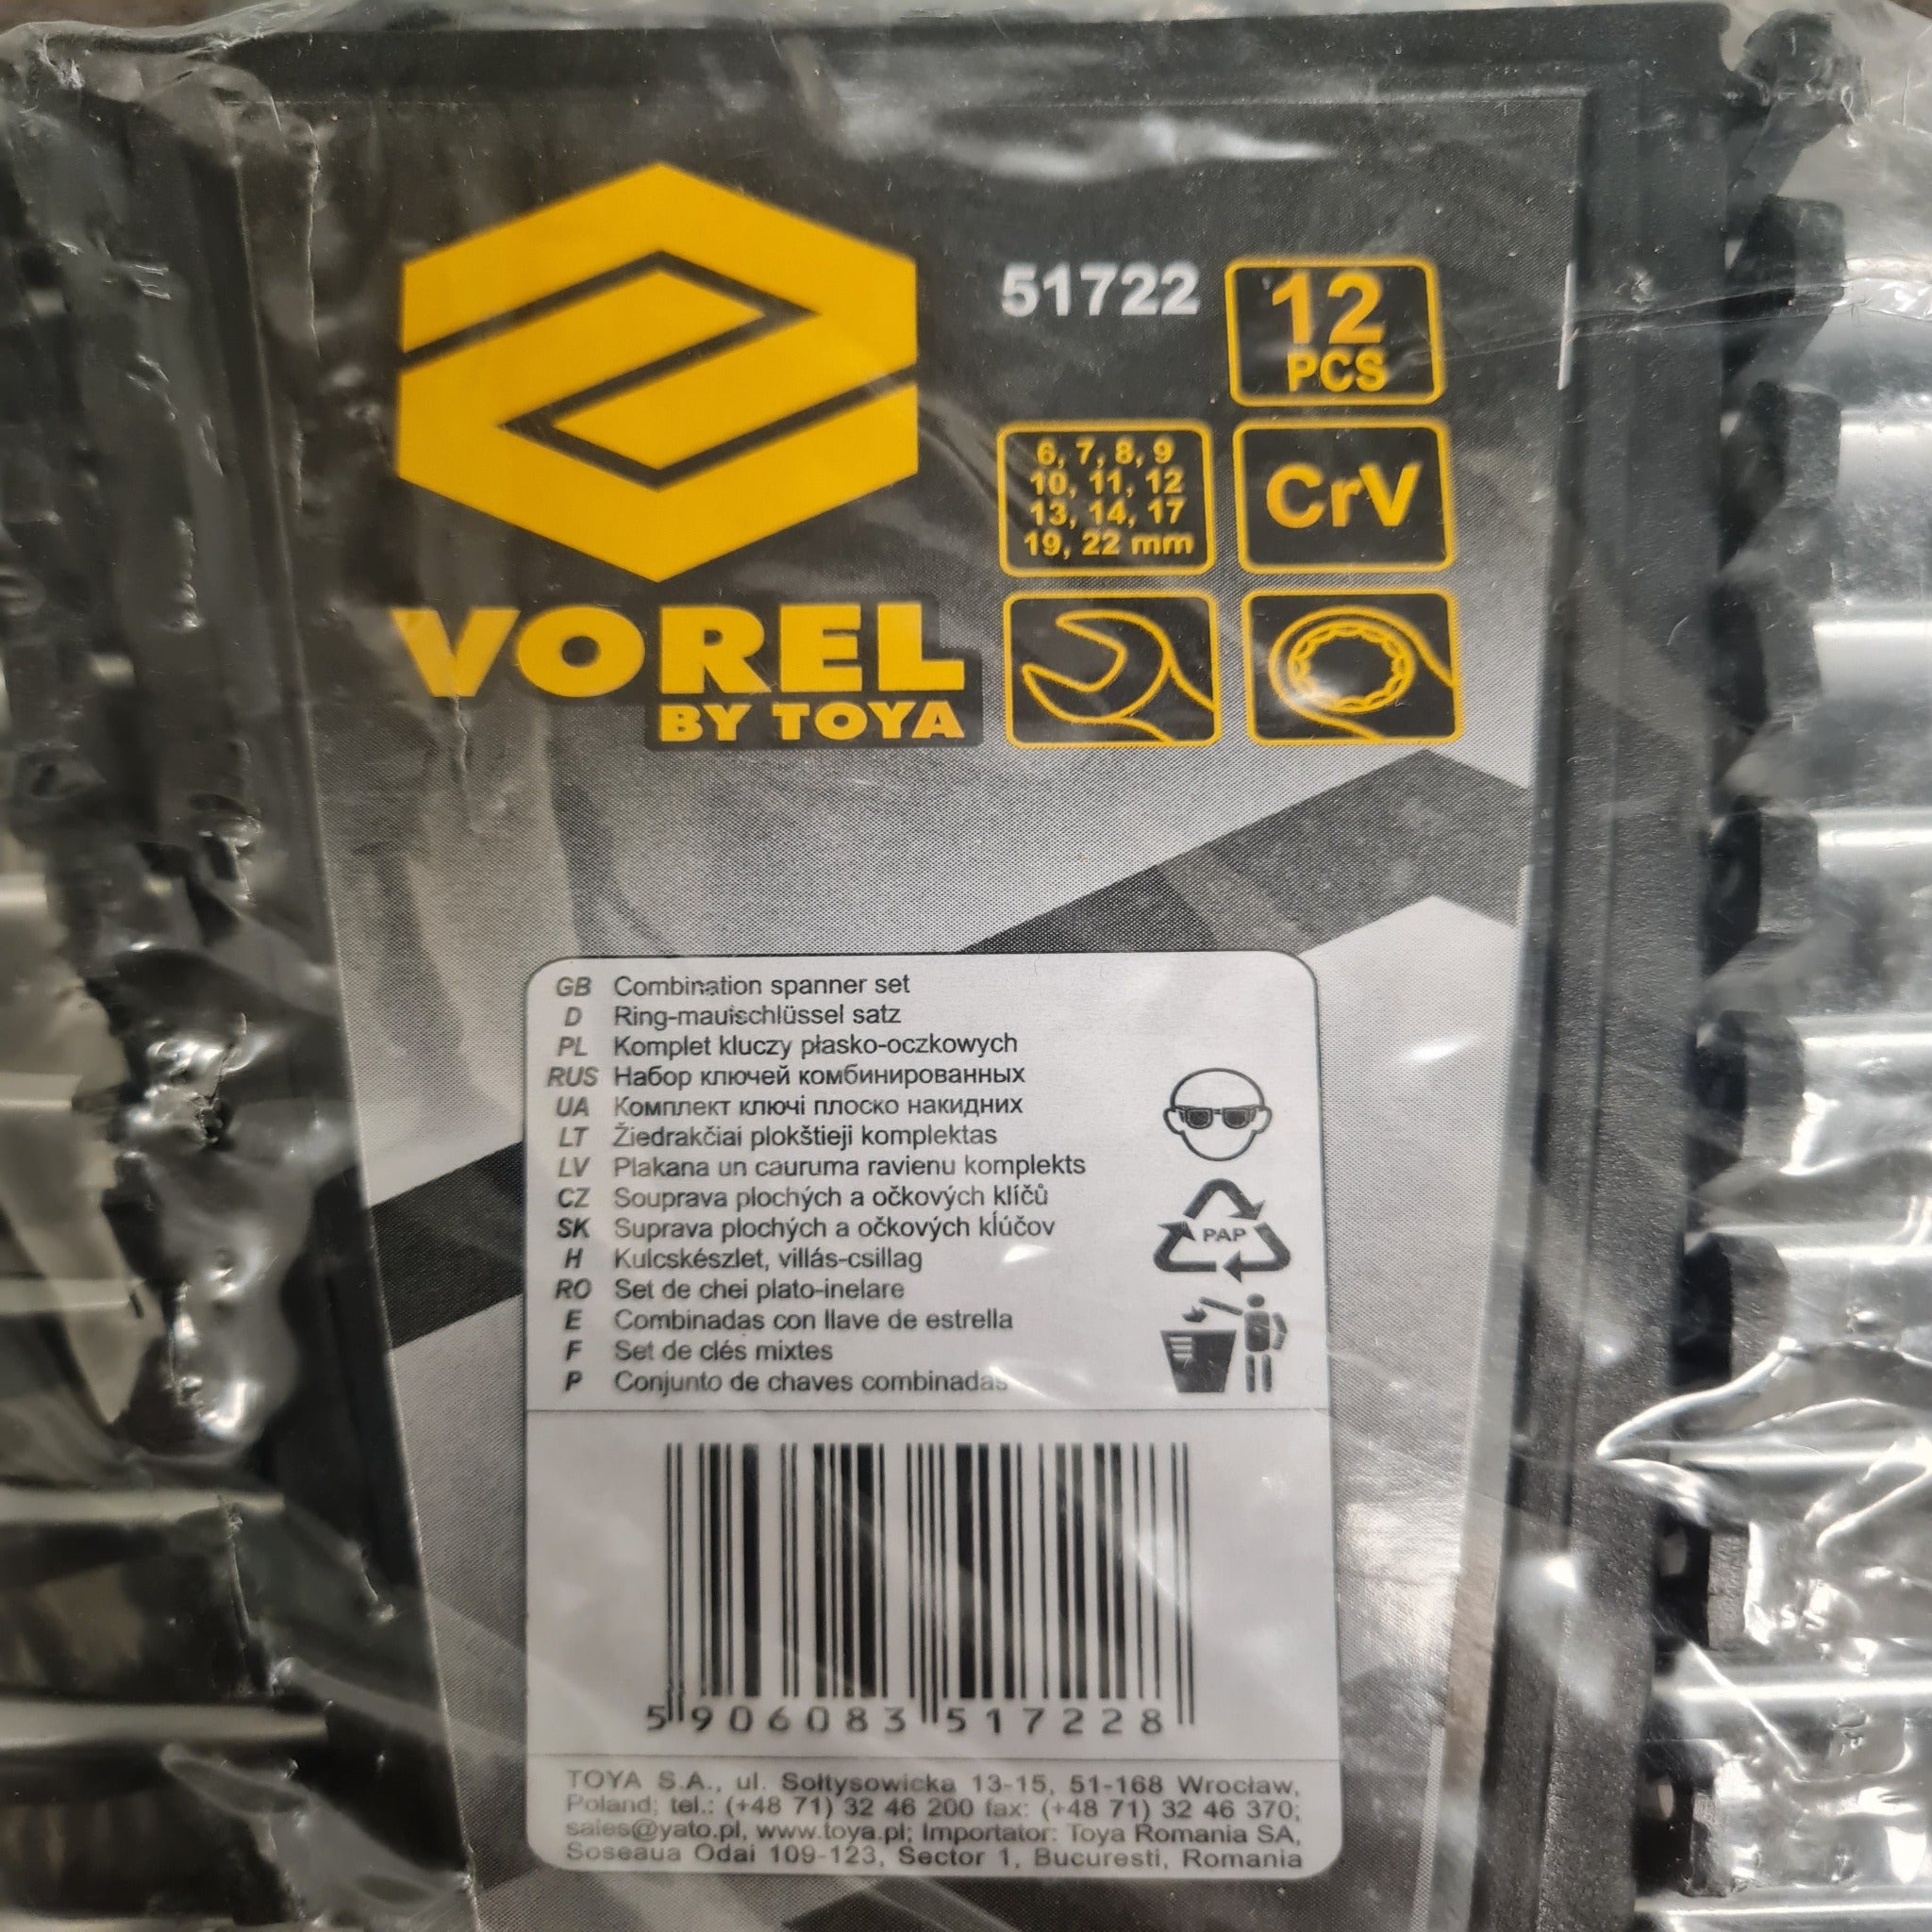 51722
12
PCS
6, 7, 8, 9
10, 11, 12
13, 14, 17
19, 22 mm
CrV
VOREL
BY TOYA
GB Combination spanner set
D Ring-maulschlüssel satz
PL Komplet kluczy płasko-oczkowych
RUS Набор ключей комбинированных
UA Комплект ключі плоско накидних
LT Žiedrakčiai plokštieji komplektas
LV Plakana un cauruma ravienu komplekts
CZ Souprava plochých a očkových klíčů
SK Suprava plochých a očkových kĺúčov
H Kulcskészlet, villás-csillag
RO Set de chei plato-inelare
E Combinadas con llave de estrella
F Set de clés mixtes
P Conjunto de chaves combinadas
PAP
5 906083 517228
TOYA S.A., ul. Sołtysowicka 13-15, 51-168 Wrocław,
Poland; tel.: (+48 71) 32 46 200 fax: (+48 71) 32 46 370;
sales@yato.pl, www.toya.pl; Importator: Toya Romania SA,
Soseaua Odai 109-123, Sector 1, Bucuresti, Romania